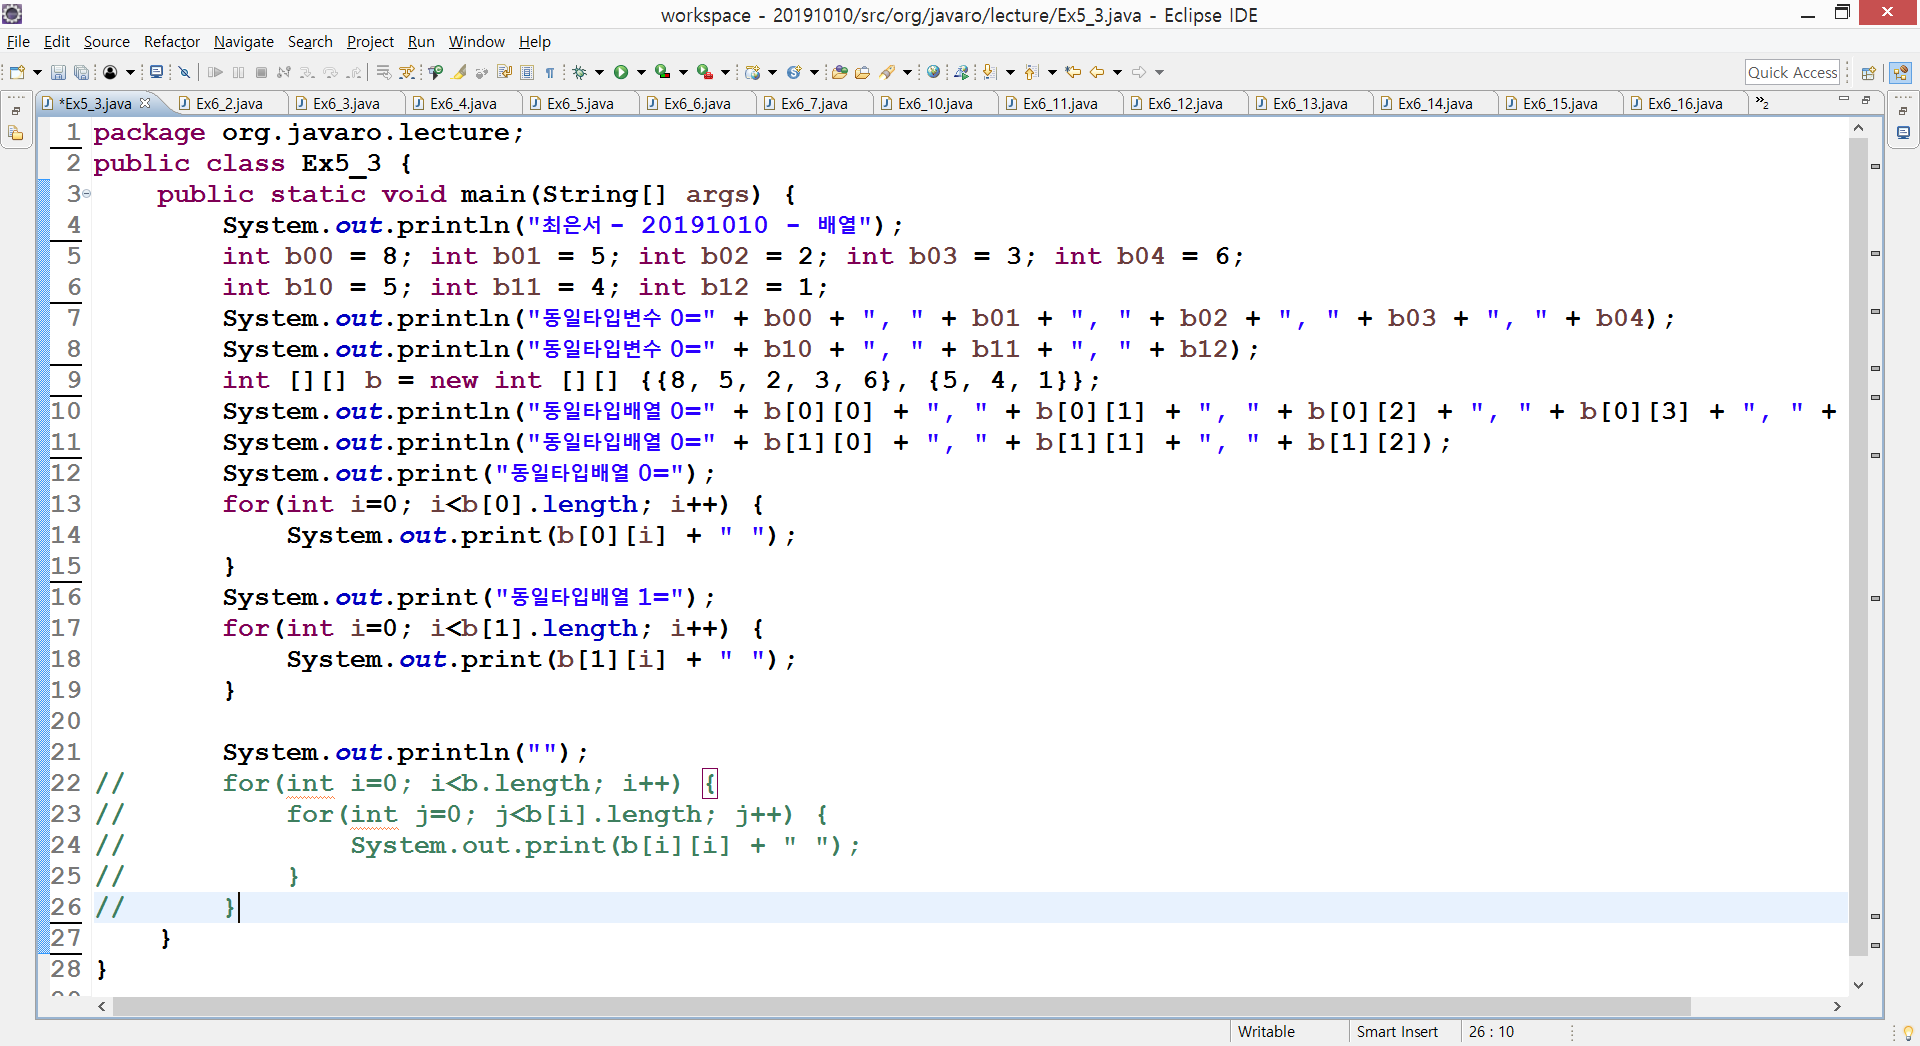 workspace - 20191010/src/org/javaro/lecture/Ex5_3.java - Eclipse IDE
File Edit Source Refactor Navigate Search Project Run Window Help
Quick Access
*Ex5_3.java Ex6_2.java Ex6_3.java Ex6_4.java Ex6_5.java Ex6_6.java Ex6_7.java Ex6_10.java Ex6_11.java Ex6_12.java Ex6_13.java Ex6_14.java Ex6_15.java Ex6_16.java »2
1 package org.javaro.lecture;
2 public class Ex5_3 {
3     public static void main(String[] args) {
4         System.out.println("최은서 - 20191010 - 배열");
5         int b00 = 8; int b01 = 5; int b02 = 2; int b03 = 3; int b04 = 6;
6         int b10 = 5; int b11 = 4; int b12 = 1;
7         System.out.println("동일타입변수 0=" + b00 + ", " + b01 + ", " + b02 + ", " + b03 + ", " + b04);
8         System.out.println("동일타입변수 0=" + b10 + ", " + b11 + ", " + b12);
9         int [][] b = new int [][] {{8, 5, 2, 3, 6}, {5, 4, 1}};
10         System.out.println("동일타입배열 0=" + b[0][0] + ", " + b[0][1] + ", " + b[0][2] + ", " + b[0][3] + ", " +
11         System.out.println("동일타입배열 0=" + b[1][0] + ", " + b[1][1] + ", " + b[1][2]);
12         System.out.print("동일타입배열 0=");
13         for(int i=0; i<b[0].length; i++) {
14             System.out.print(b[0][i] + " ");
15         }
16         System.out.print("동일타입배열 1=");
17         for(int i=0; i<b[1].length; i++) {
18             System.out.print(b[1][i] + " ");
19         }
20
21         System.out.println("");
22 //      for(int i=0; i<b.length; i++) {
23 //          for(int j=0; j<b[i].length; j++) {
24 //              System.out.print(b[i][i] + " ");
25 //          }
26 //      }
27     }
28 }
Writable Smart Insert 26 : 10